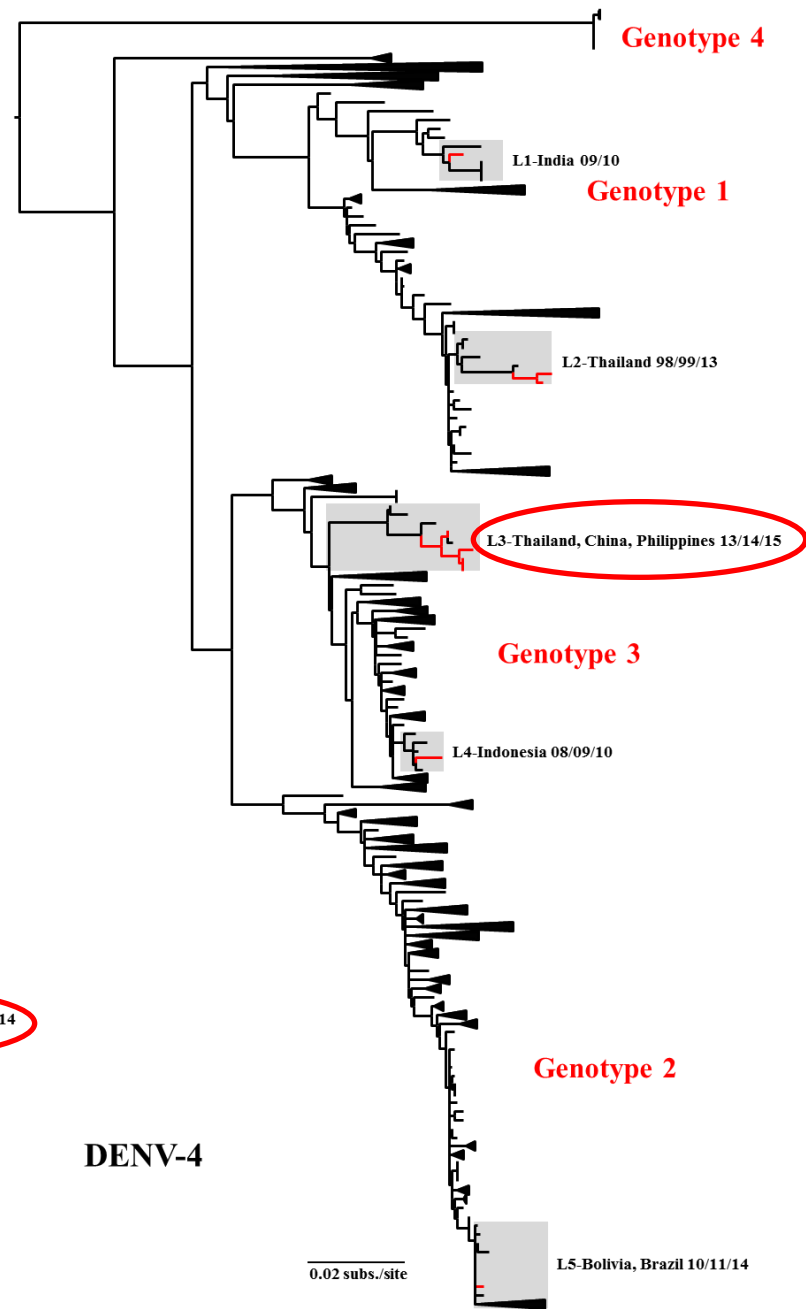 Genotype 4
L1-India 09/10
Genotype 1
L2-Thailand 98/99/13
L3-Thailand, China, Philippines 13/14/15
Genotype 3
L4-Indonesia 08/09/10
14
Genotype 2
DENV-4
L5-Bolivia, Brazil 10/11/14
0.02 subs./site